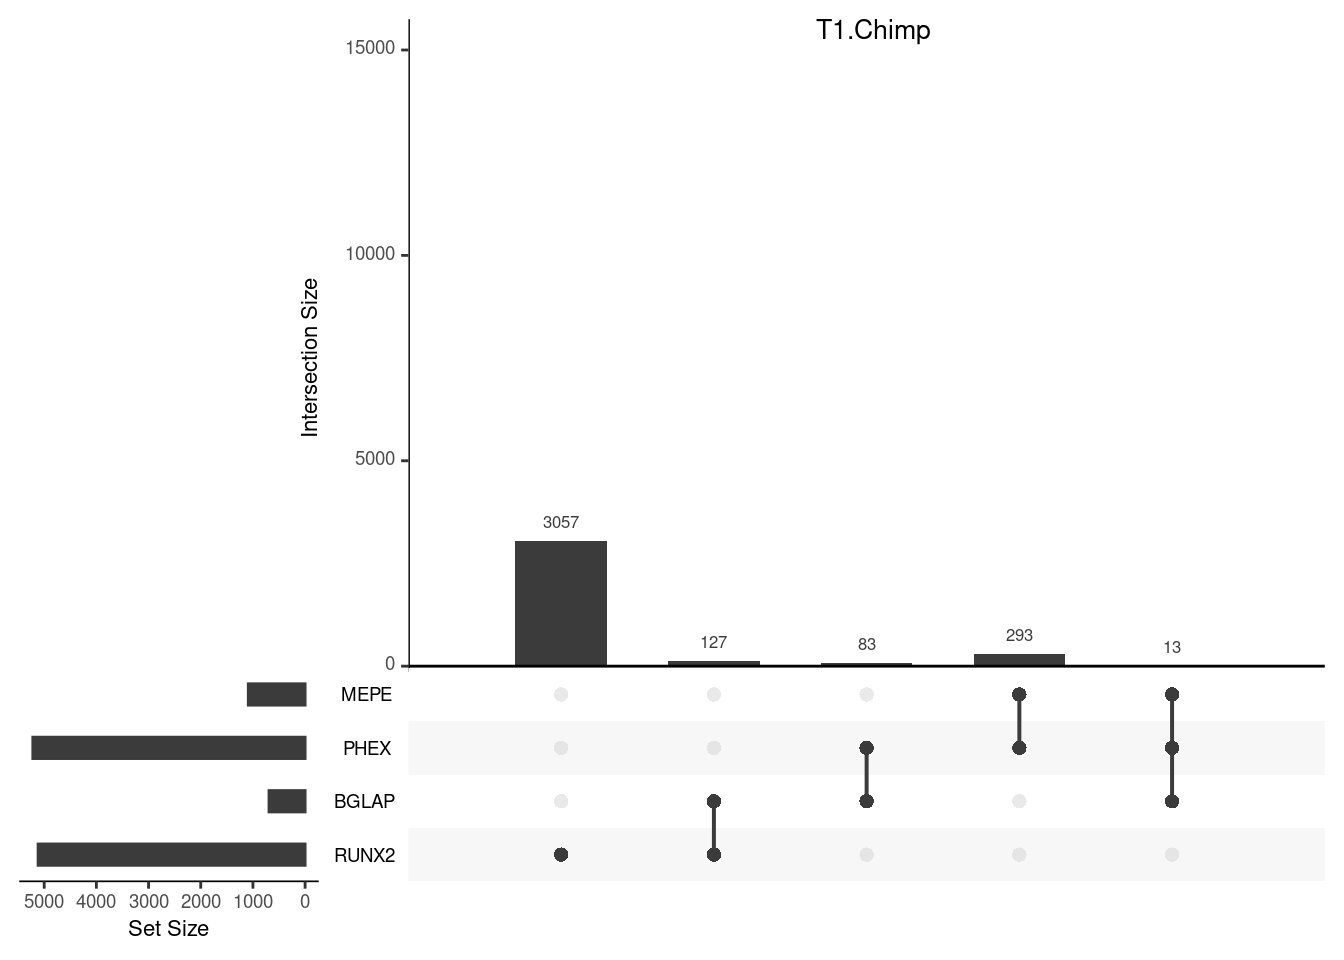 T1.Chimp
15000
10000
5000
0
Intersection Size
3057
127
83
293
13
MEPE
PHEX
BGLAP
RUNX2
5000 4000 3000 2000 1000 0
Set Size